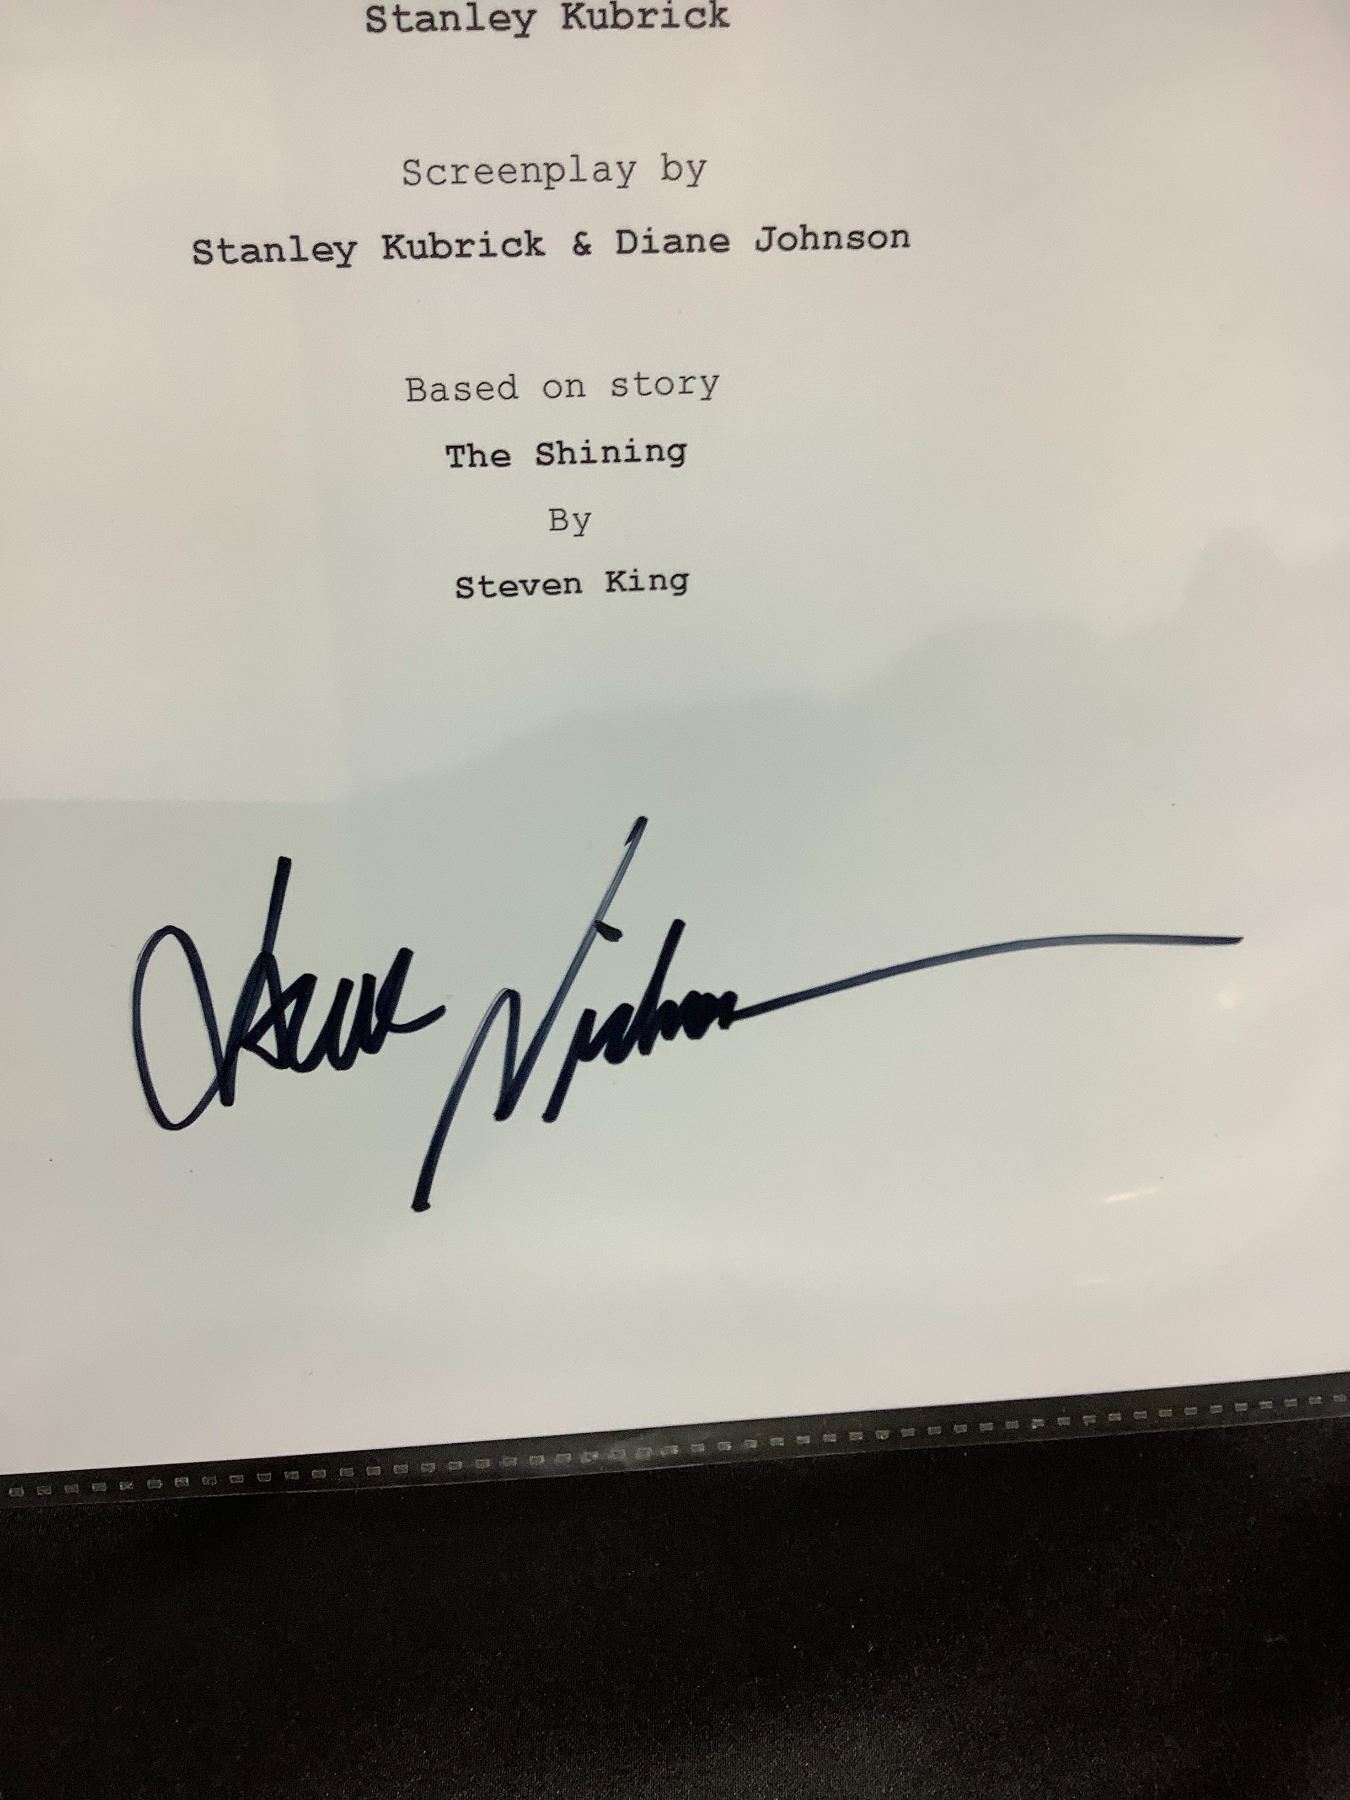 Stanley Kubrick
Screenplay by
Stanley Kubrick & Diane Johnson
Based on story
The Shining
By
Steven King